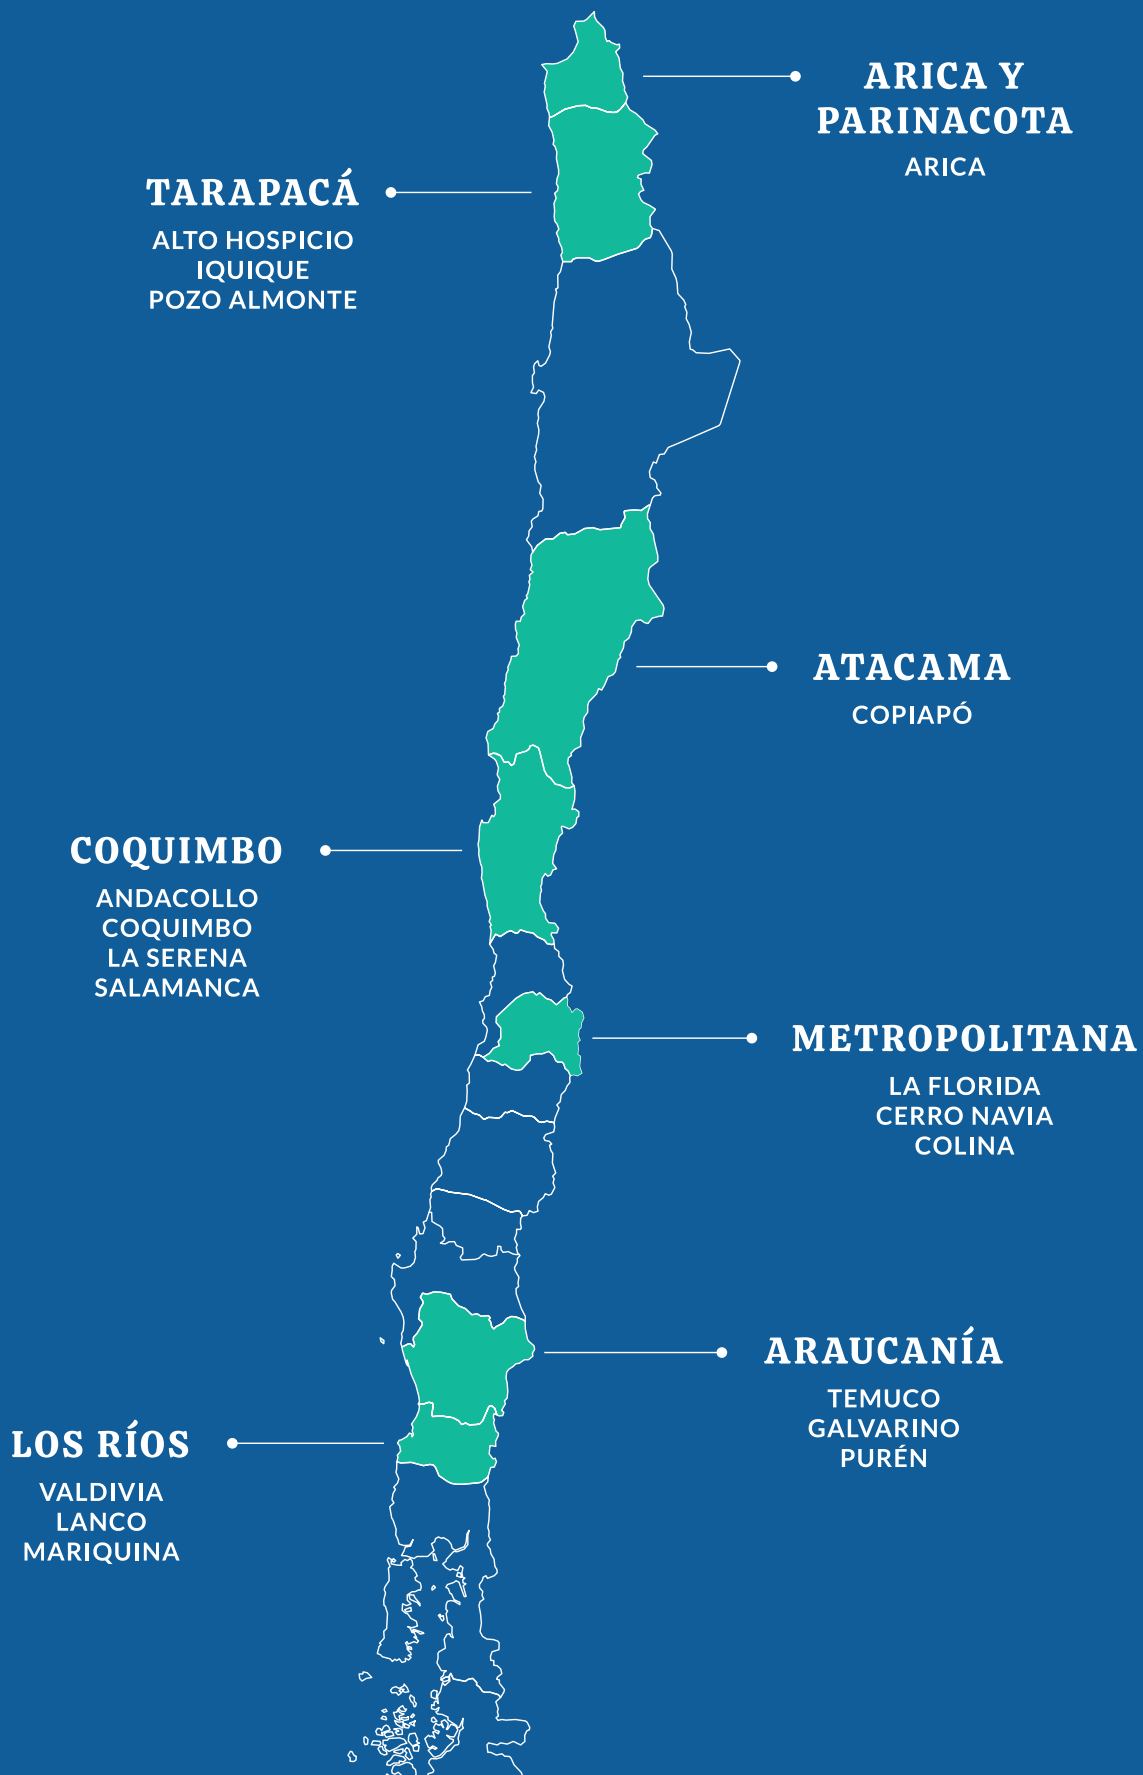 ARICA Y
PARINACOTA
ARICA
TARAPACÁ
ALTO HOSPICIO
IQUIQUE
POZO ALMONTE
ATACAMA
COPIAPÓ
COQUIMBO
ANDACOLLO
COQUIMBO
LA SERENA
SALAMANCA
METROPOLITANA
LA FLORIDA
CERRO NAVIA
COLINA
ARAUCANÍA
TEMUCO
GALVARINO
PURÉN
LOS RÍOS
VALDIVIA
LANCO
MARIQUINA